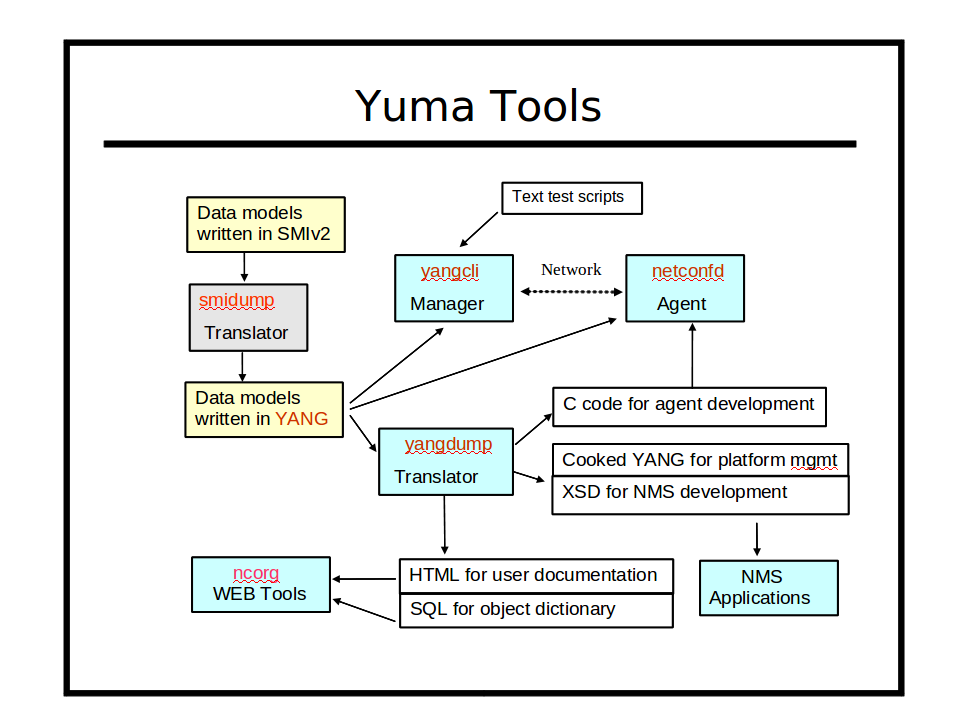 Yuma Tools
Text test scripts
Data models
written in SMIv2
yangcli
Manager
Network
netconfd
Agent
smidump
Translator
Data models
written in YANG
C code for agent development
yangdump
Translator
Cooked YANG for platform mgmt
XSD for NMS development
ncorg
WEB Tools
HTML for user documentation
SQL for object dictionary
NMS
Applications